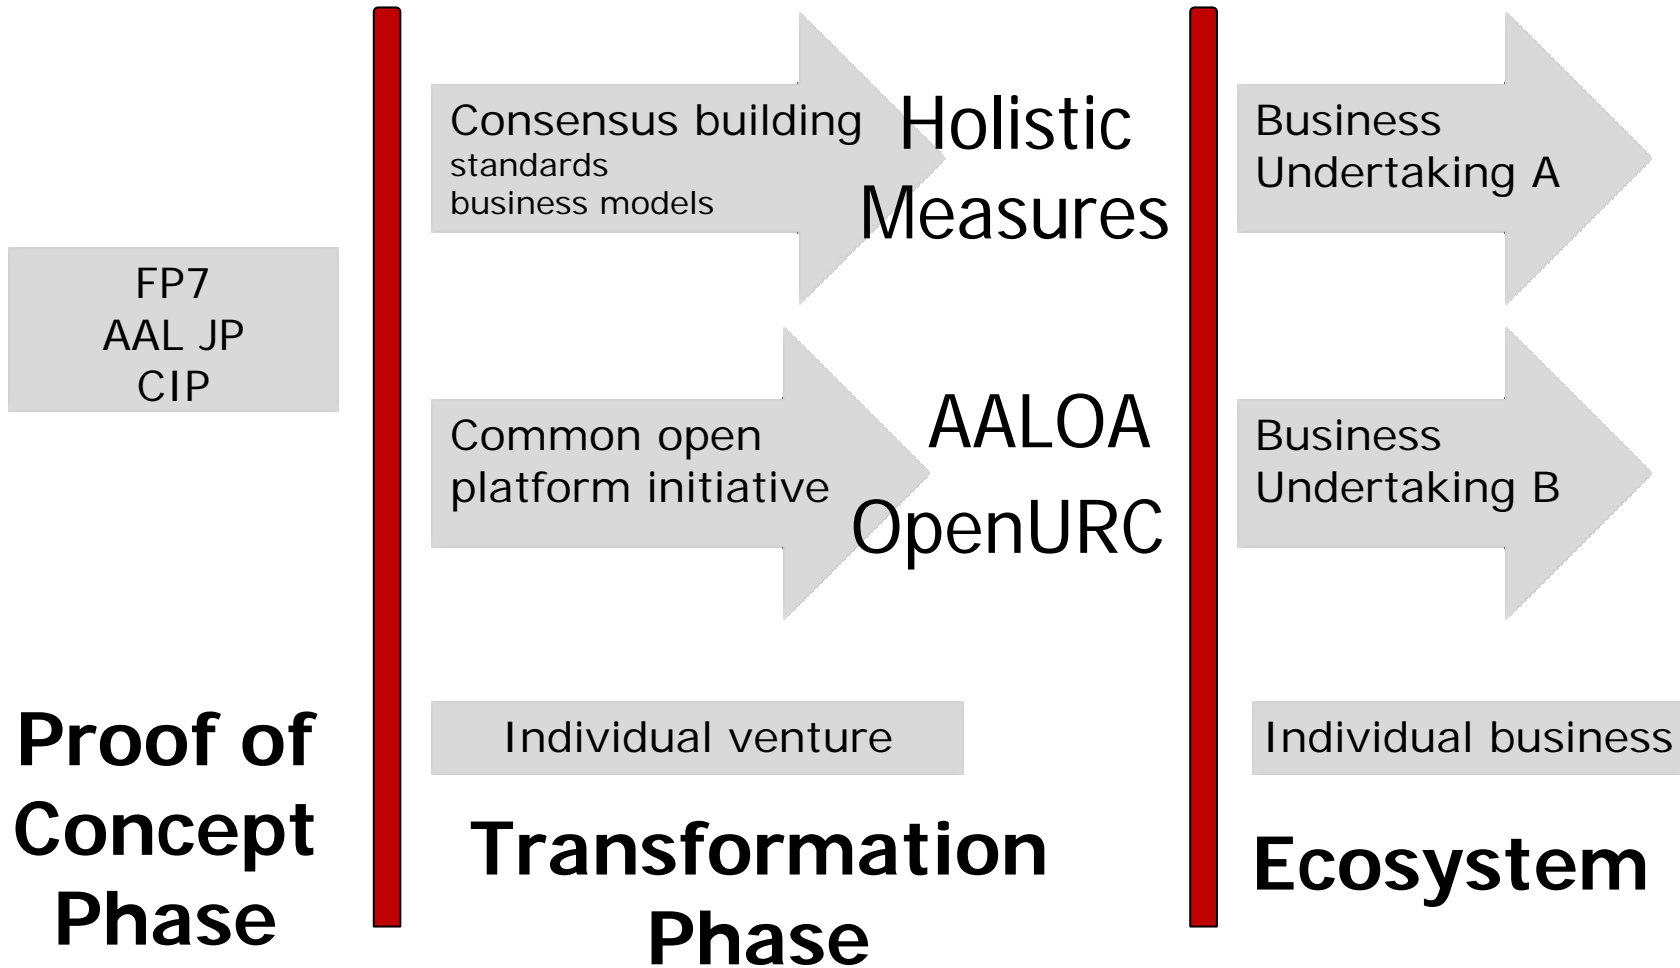 FP7
AAL JP
CIP
Proof of
Concept
Phase
Consensus building
standards
business models
Holistic
Measures
Common open
platform initiative
AALOA
OpenURC
Individual venture
Transformation
Phase
Business
Undertaking A
Business
Undertaking B
Individual business
Ecosystem